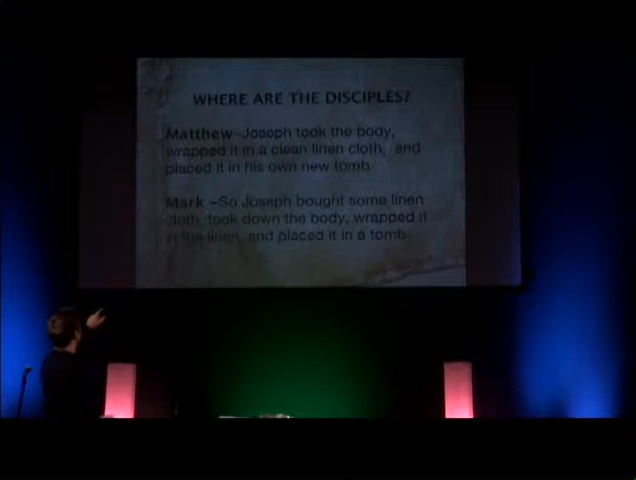 WHERE ARE THE DISCIPLES?
Matthew -Joseph took the body,
wrapped it in a clean linen cloth, and
placed it in his own new tomb
Mark –So Joseph bought some linen
cloth, took down the body, wrapped it
in the linen, and placed it in a tomb.